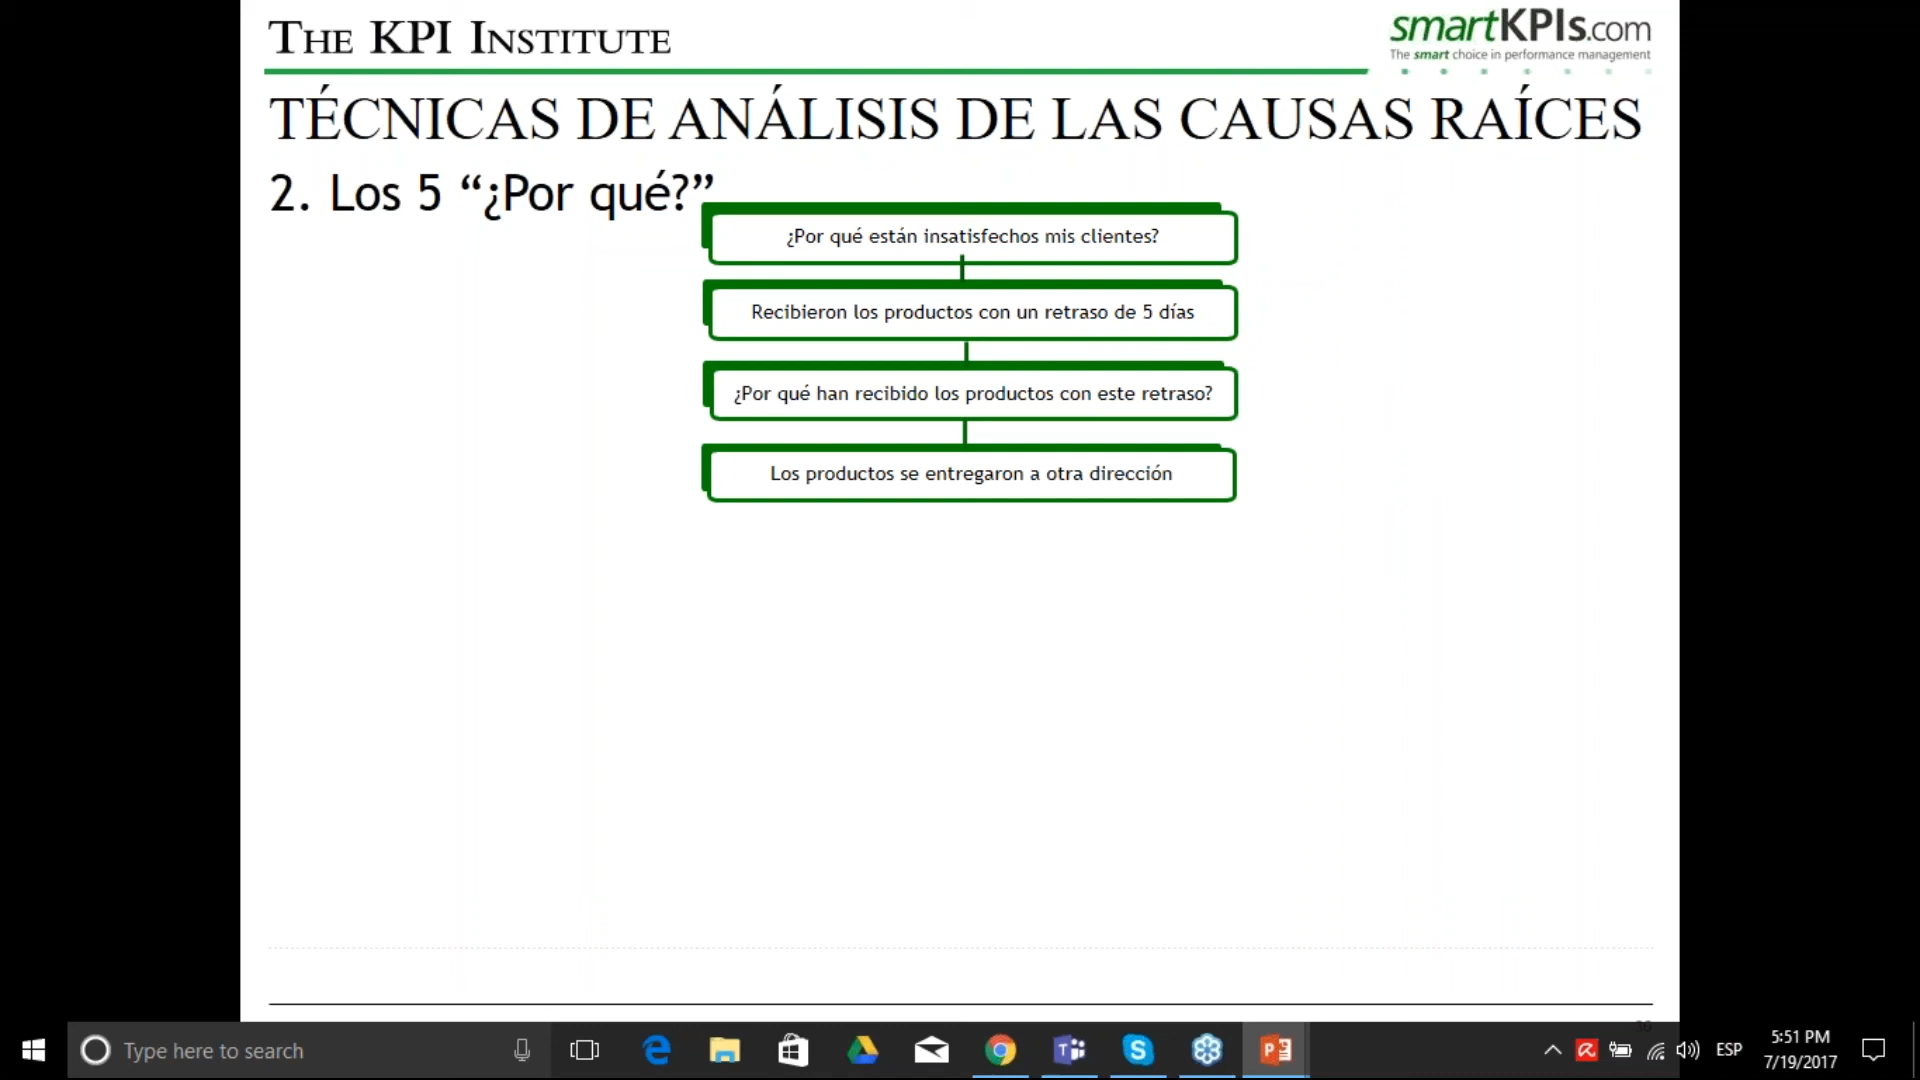 THE KPI INSTITUTE
smartKPIs.com
The smart choice in performance management
TÉCNICAS DE ANÁLISIS DE LAS CAUSAS RAÍCES
2. Los 5 “¿Por qué?”
¿Por qué están insatisfechos mis clientes?
Recibieron los productos con un retraso de 5 días
¿Por qué han recibido los productos con este retraso?
Los productos se entregaron a otra dirección
Type here to search
ESP
5:51 PM
7/19/2017